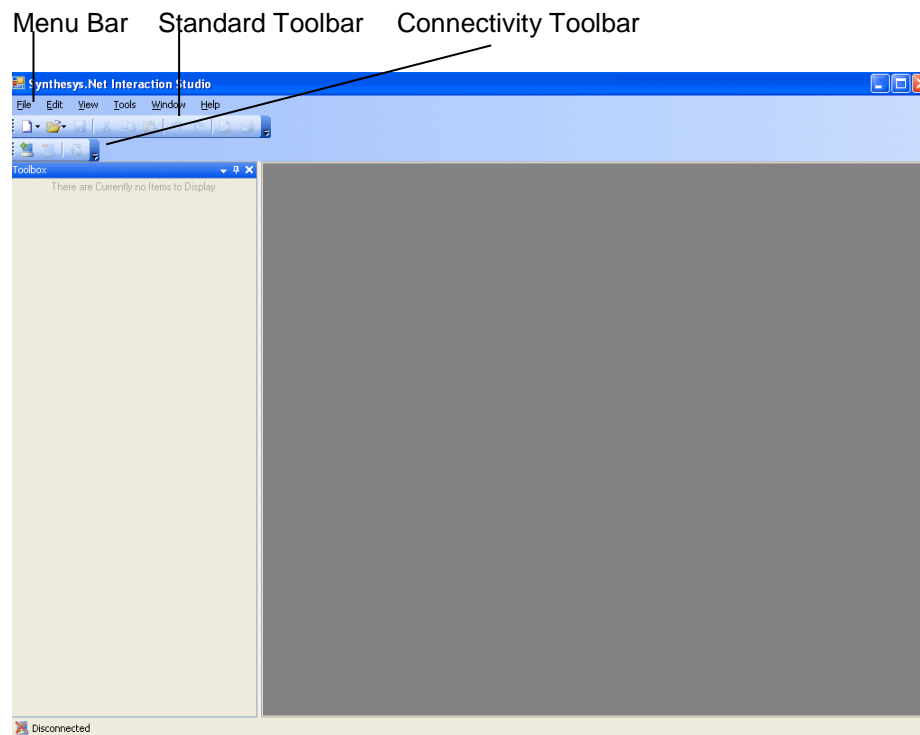 Menu Bar Standard Toolbar Connectivity Toolbar
Synthesys.Net Interaction Studio
File Edit View Tools Window Help
Toolbox
There are Currently no Items to Display
Disconnected